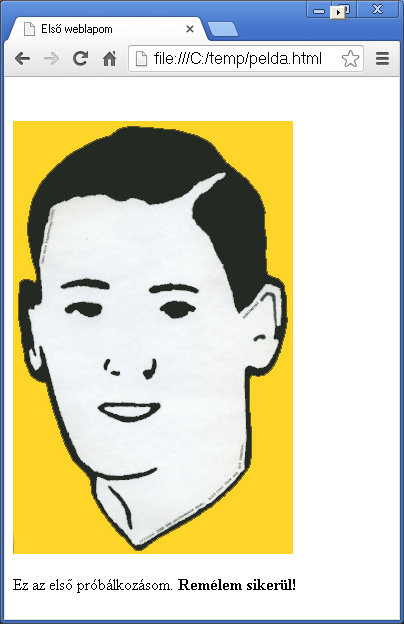 Első weblapom
file:///C:/temp/pelda.html
Ez az első próbálkozásom. Remélem sikerül!